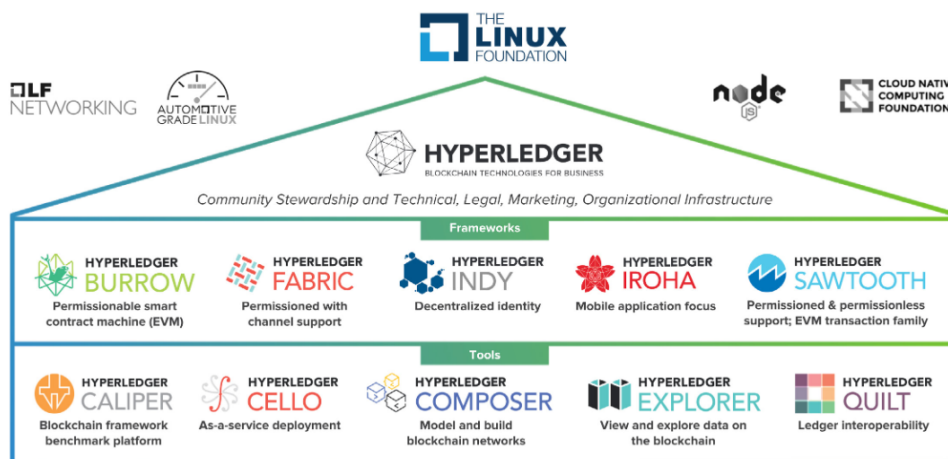 THE
LINUX
FOUNDATION
LF
NETWORKING
AUTOMOTIVE
GRADELINUX
node
JS
CLOUD NATIVE
COMPUTING
FOUNDATION
HYPERLEDGER
BLOCKCHAIN TECHNOLOGIES FOR BUSINESS
Community Stewardship and Technical, Legal, Marketing, Organizational Infrastructure
Frameworks
HYPERLEDGER
BURROW
Permissionable smart
contract machine (EVM)
HYPERLEDGER
FABRIC
Permissioned with
channel support
HYPERLEDGER
INDY
Decentralized identity
HYPERLEDGER
IROHA
Mobile application focus
HYPERLEDGER
SAWTOOTH
Permissioned & permissionless
support; EVM transaction family
Tools
HYPERLEDGER
CALIPER
Blockchain framework
benchmark platform
HYPERLEDGER
CELLO
As-a-service deployment
HYPERLEDGER
COMPOSER
Model and build
blockchain networks
HYPERLEDGER
EXPLORER
View and explore data on
the blockchain
HYPERLEDGER
QUILT
Ledger interoperability